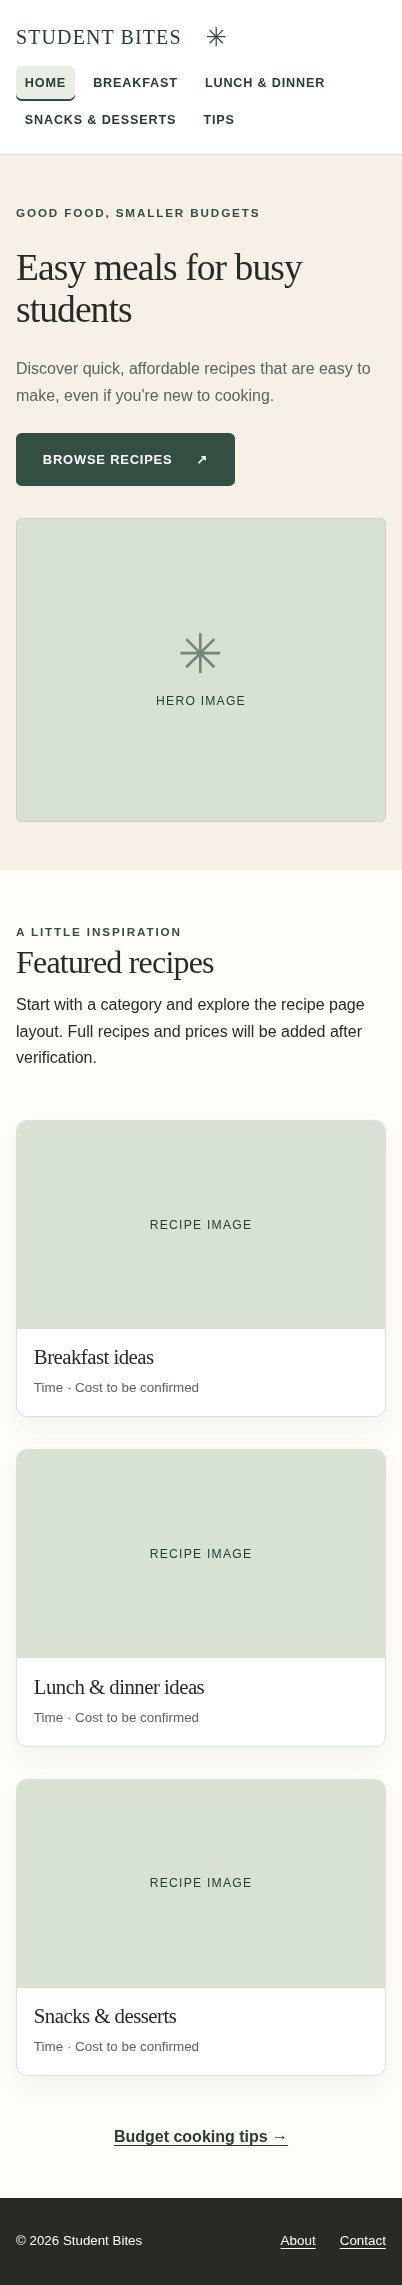 STUDENT BITES ✳
HOME BREAKFAST LUNCH & DINNER
SNACKS & DESSERTS TIPS
GOOD FOOD, SMALLER BUDGETS
Easy meals for busy
students
Discover quick, affordable recipes that are easy to
make, even if you're new to cooking.
BROWSE RECIPES ↗
✳
HERO IMAGE
A LITTLE INSPIRATION
Featured recipes
Start with a category and explore the recipe page
layout. Full recipes and prices will be added after
verification.
RECIPE IMAGE
Breakfast ideas
Time · Cost to be confirmed
RECIPE IMAGE
Lunch & dinner ideas
Time · Cost to be confirmed
RECIPE IMAGE
Snacks & desserts
Time · Cost to be confirmed
Budget cooking tips →
© 2026 Student Bites About Contact